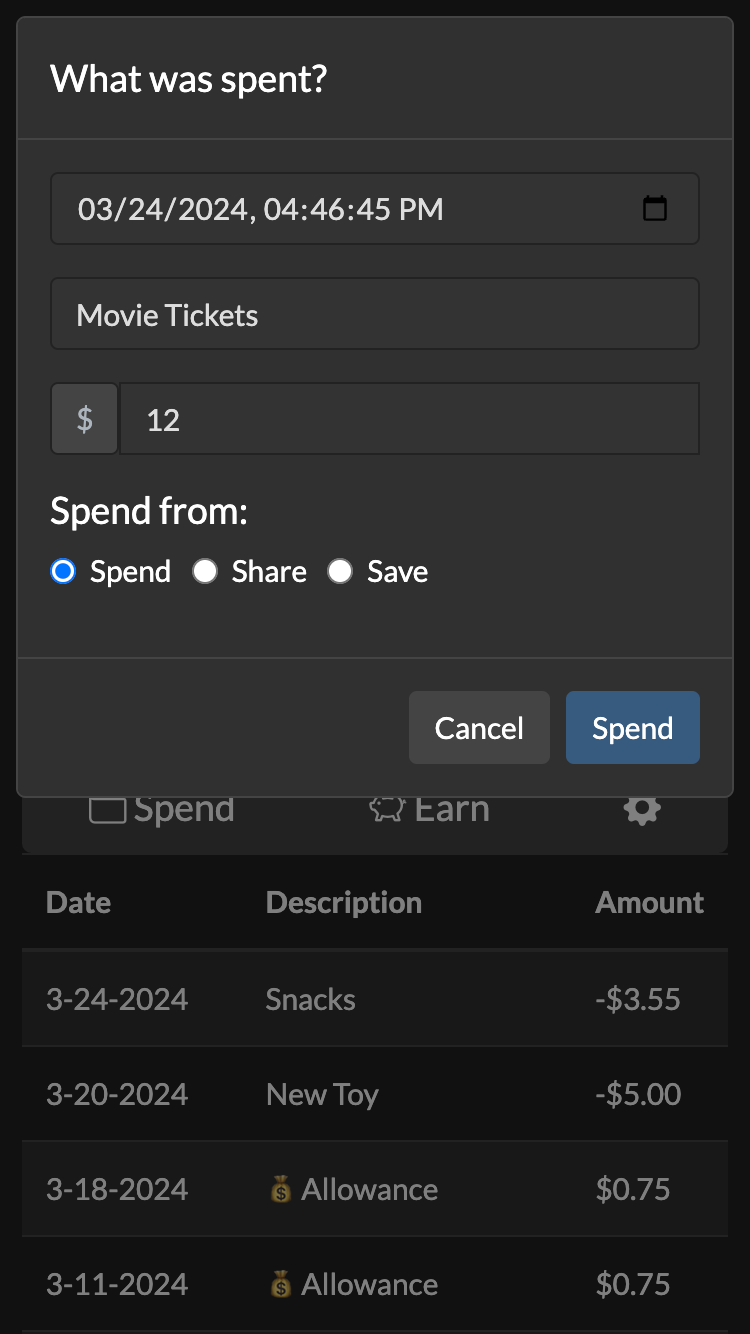 What was spent?
03/24/2024, 04:46:45 PM
Movie Tickets
$ 12
Spend from:
Spend Share Save
Cancel Spend
Spend Earn
Date Description Amount
3-24-2024 Snacks -$3.55
3-20-2024 New Toy -$5.00
3-18-2024 💰 Allowance $0.75
3-11-2024 💰 Allowance $0.75